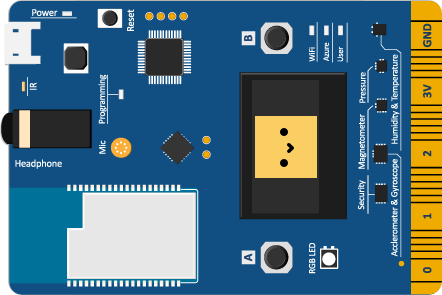 Power
Reset
IR
Programming
Headphone
Mic
B
WiFi
Azure
User
Pressure
Humidity & Temperature
Magnetometer
Security
Acclerometer & Gyroscope
A
RGB LED
GND
3V
2
1
0